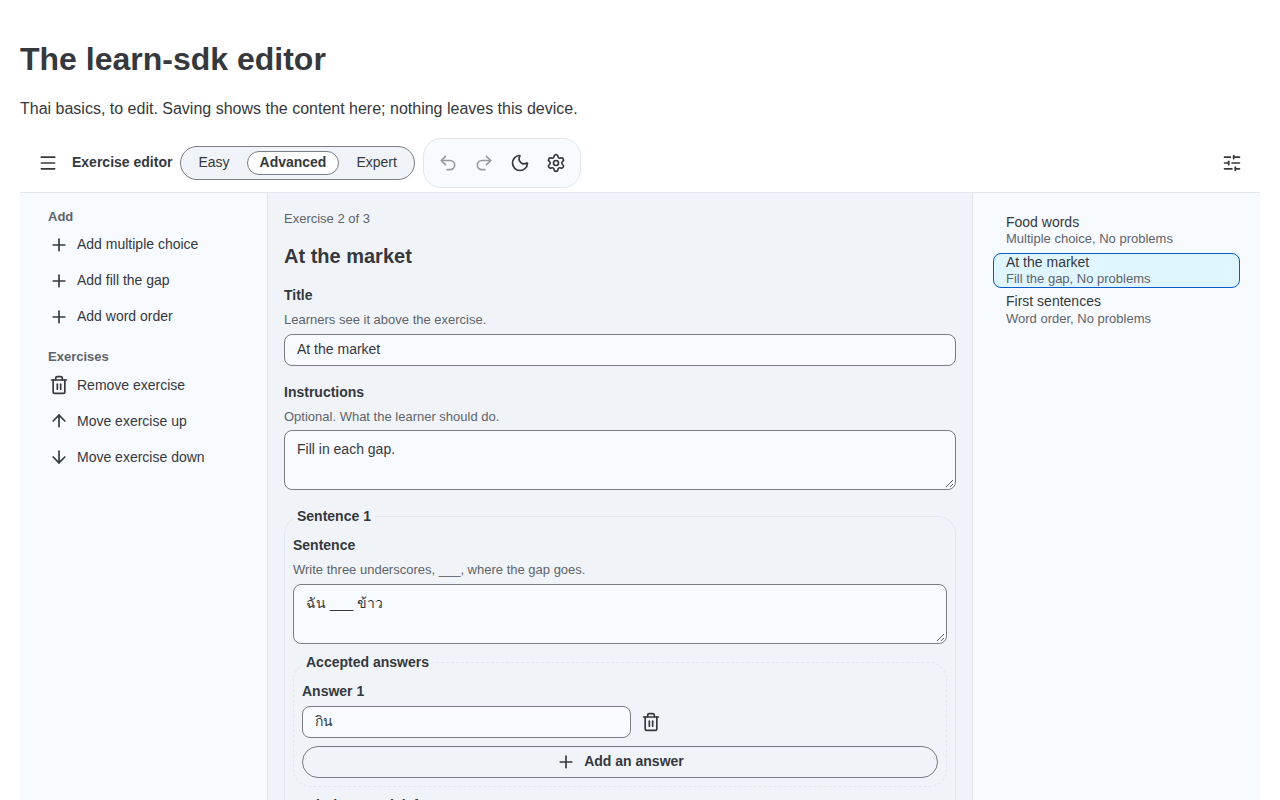 The learn-sdk editor
Thai basics, to edit. Saving shows the content here; nothing leaves this device.
Exercise editor
Easy
Advanced
Expert
Add
Add multiple choice
Add fill the gap
Add word order
Exercises
Remove exercise
Move exercise up
Move exercise down
Exercise 2 of 3
At the market
Title
Learners see it above the exercise.
At the market
Instructions
Optional. What the learner should do.
Fill in each gap.
Sentence 1
Sentence
Write three underscores, ___, where the gap goes.
ฉัน ___ ข้าว
Accepted answers
Answer 1
กิน
Add an answer
Food words
Multiple choice, No problems
At the market
Fill the gap, No problems
First sentences
Word order, No problems